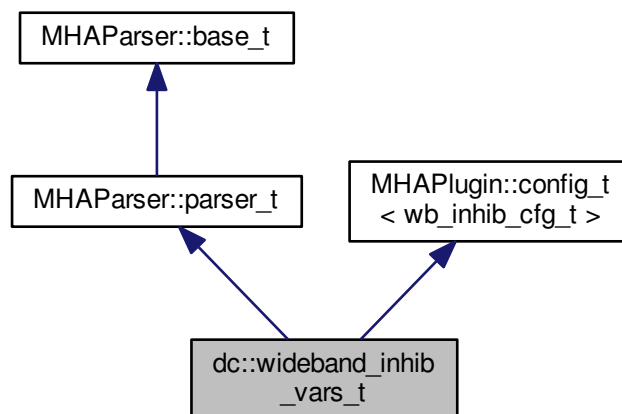 MHAParser::base_t
MHAParser::parser_t
MHAPlugin::config_t
< wb_inhib_cfg_t >
dc::wideband_inhib
_vars_t